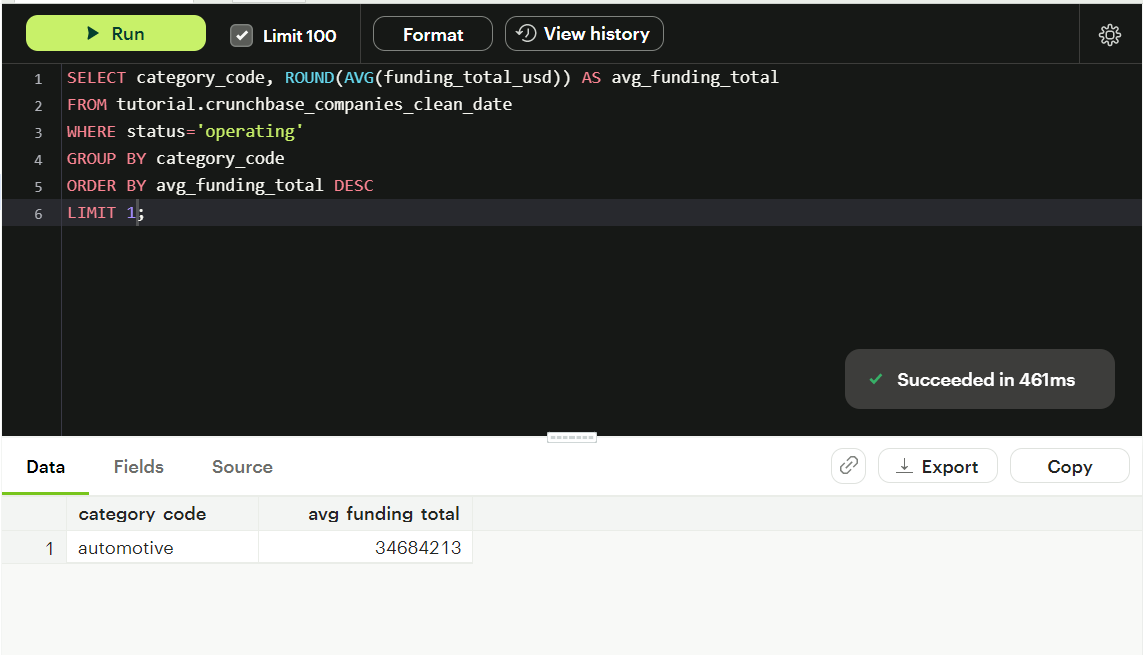 Run
Limit 100
Format
View history
1 SELECT category_code, ROUND(AVG(funding_total_usd)) AS avg_funding_total
2 FROM tutorial.crunchbase_companies_clean_date
3 WHERE status='operating'
4 GROUP BY category_code
5 ORDER BY avg_funding_total DESC
6 LIMIT 1;
Succeeded in 461ms
Data Fields Source Export Copy
category code avg funding total
1 automotive 34684213